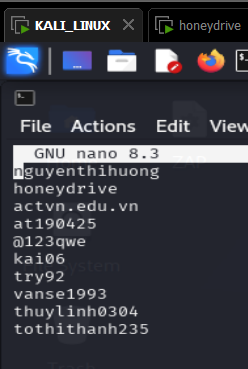 KALI_LINUX
honeydrive
File Actions Edit View
GNU nano 8.3
nguyenthihuong
honeydrive
actvn.edu.vn
at190425
@123qwe
kai06
try92
vanse1993
thuylinh0304
tothithanh235